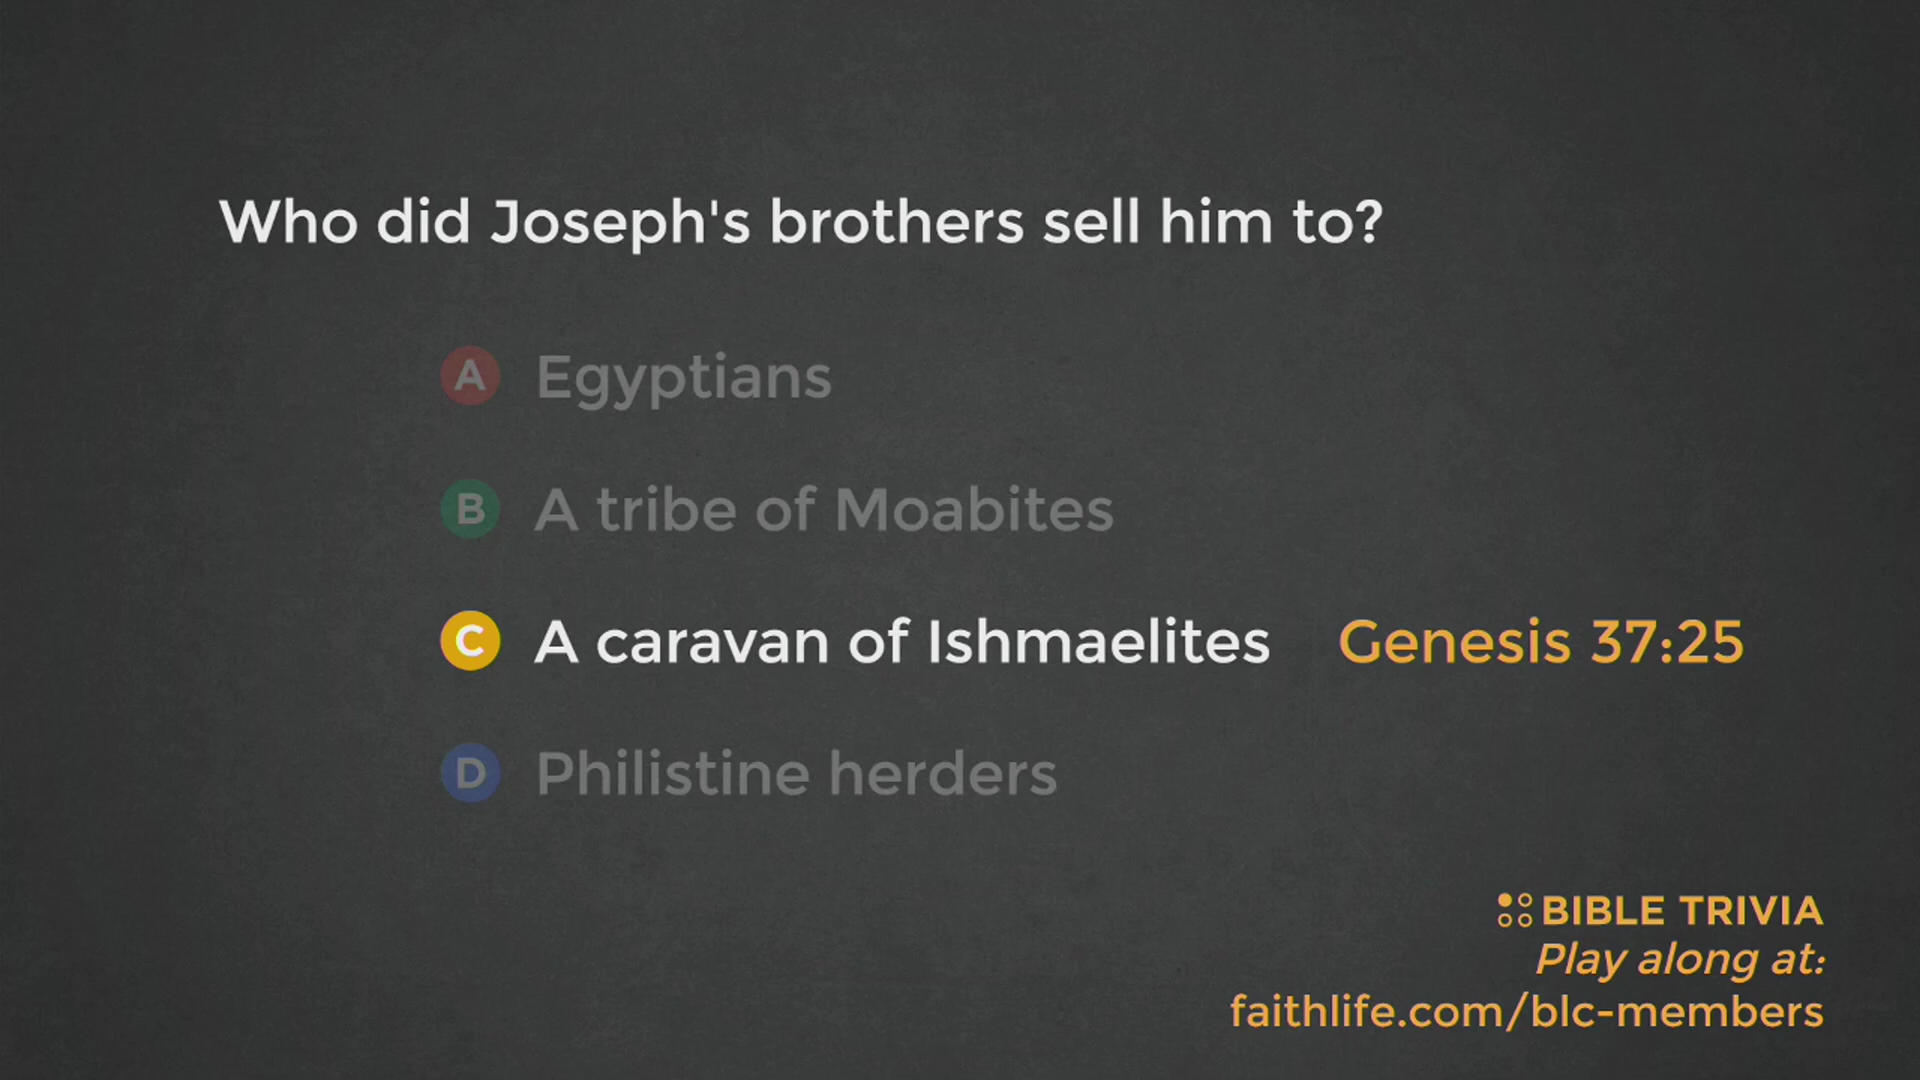 Who did Joseph's brothers sell him to?
A Egyptians
B A tribe of Moabites
C A caravan of Ishmaelites Genesis 37:25
D Philistine herders
BIBLE TRIVIA
Play along at:
faithlife.com/blc-members